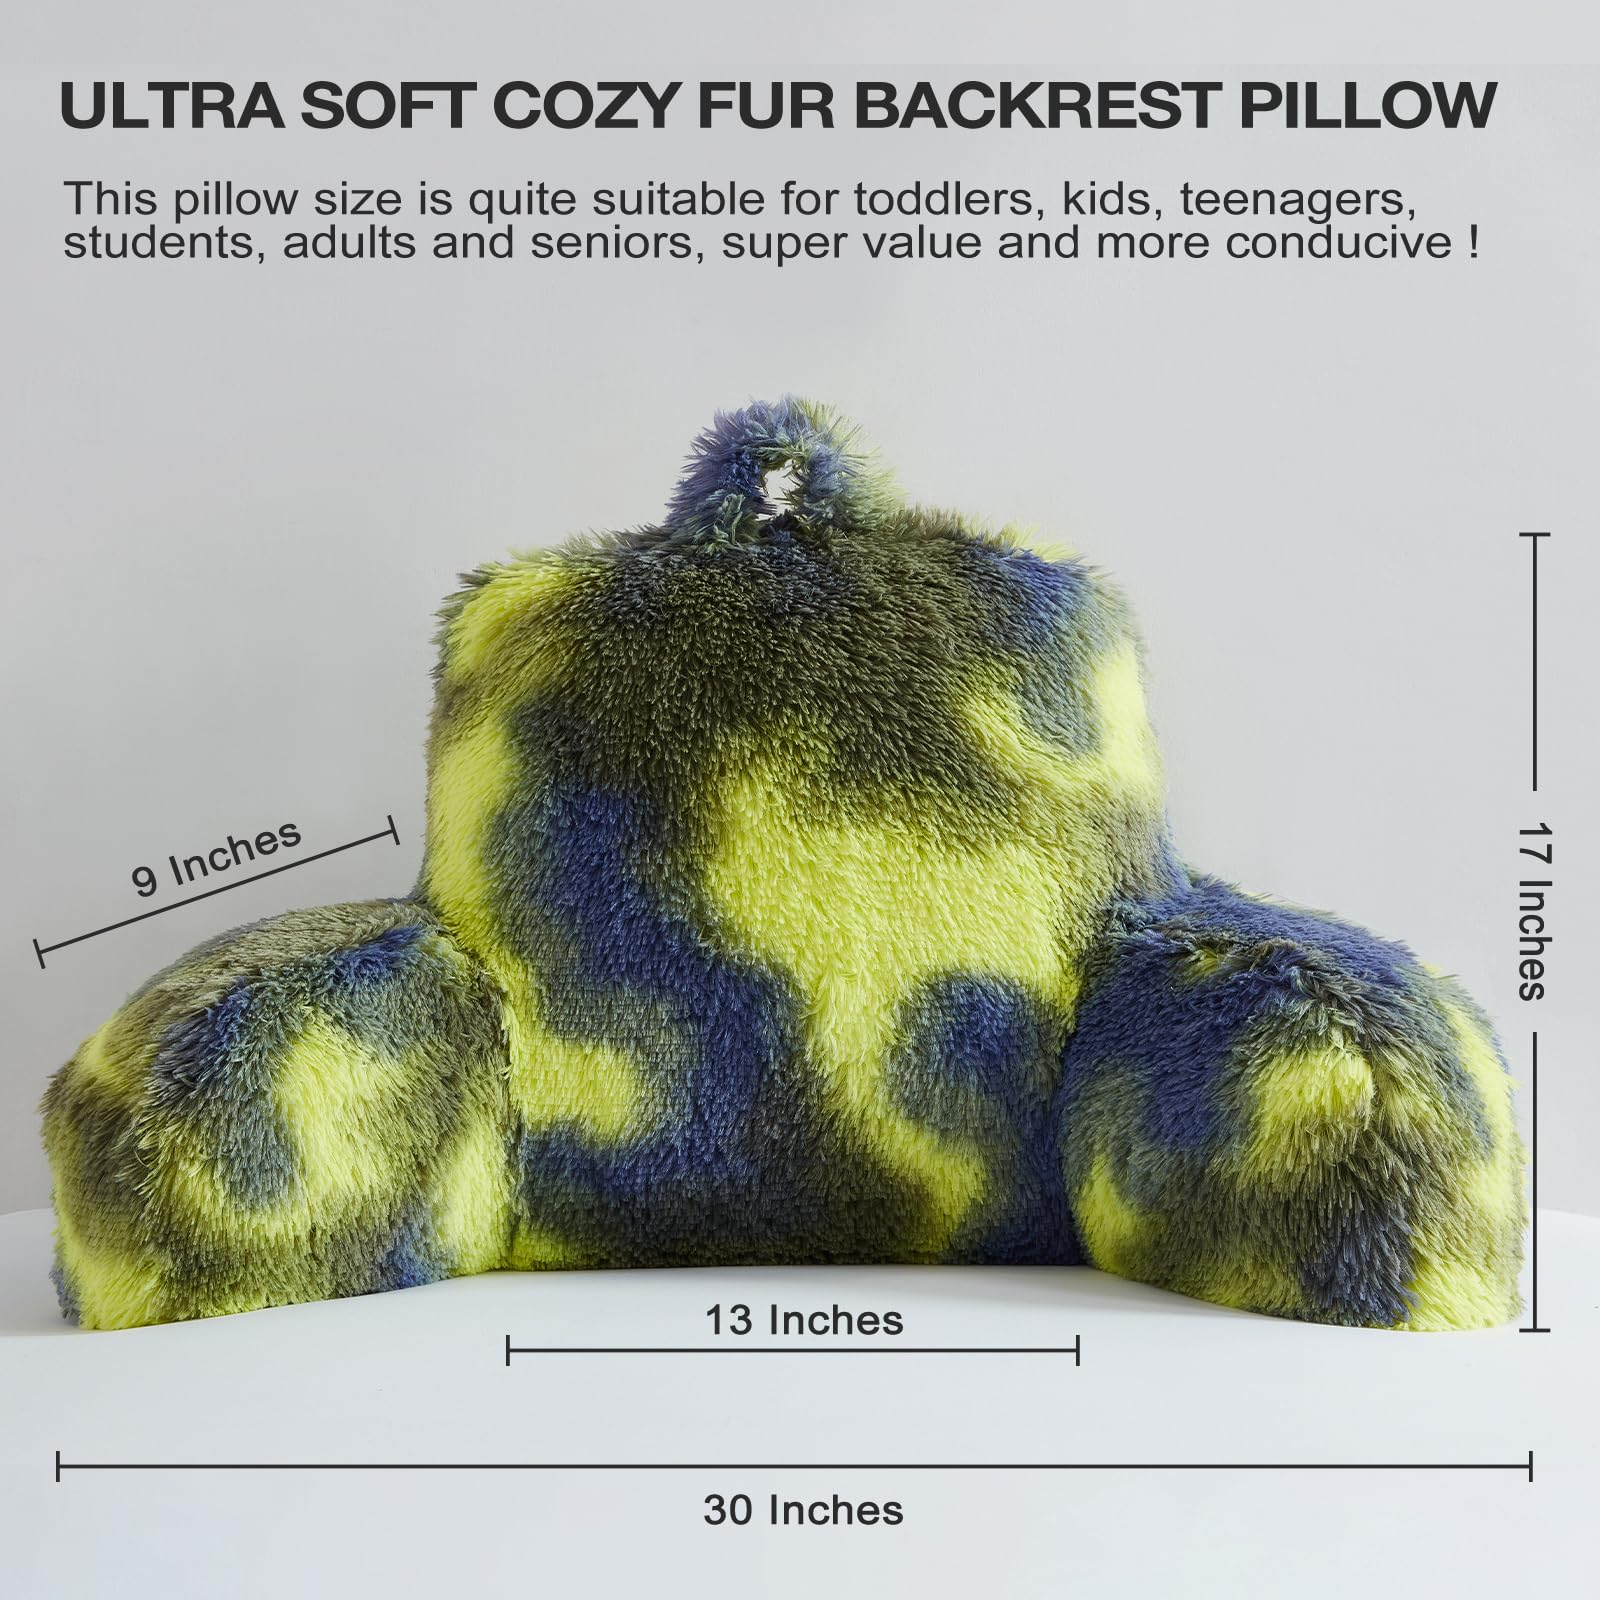 ULTRA SOFT COZY FUR BACKREST PILLOW
This pillow size is quite suitable for toddlers, kids, teenagers,
students, adults and seniors, super value and more conducive !
9 Inches
17 Inches
13 Inches
30 Inches